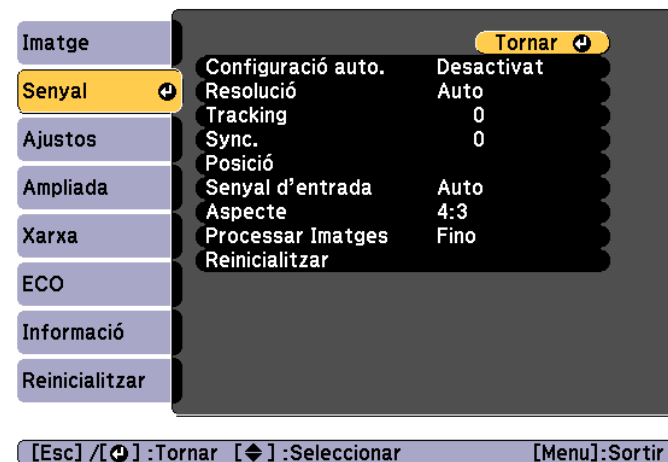 Imatge
Senyal
Ajustos
Ampliada
Xarxa
ECO
Informació
Reinicialitzar
Tornar
Configuració auto. Desactivat
Resolució Auto
Tracking 0
Sync. 0
Posició
Senyal d'entrada Auto
Aspecte 4:3
Processar Imatges Fino
Reinicialitzar
[Esc] /[ ] :Tornar [ ] :Seleccionar [Menu]:Sortir